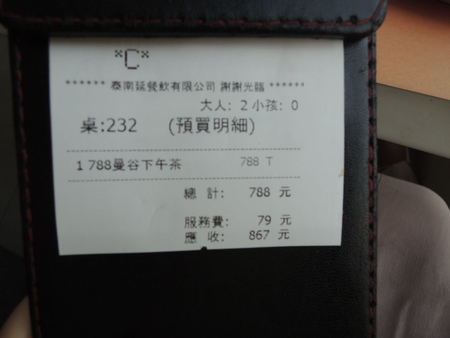 *C*
****** 泰南延餐飲有限公司 謝謝光臨 ******
大人: 2 小孩: 0
桌:232 (預買明細)
1 788曼谷下午茶 788 T
總 計: 788 元
服務費: 79 元
應 收: 867 元